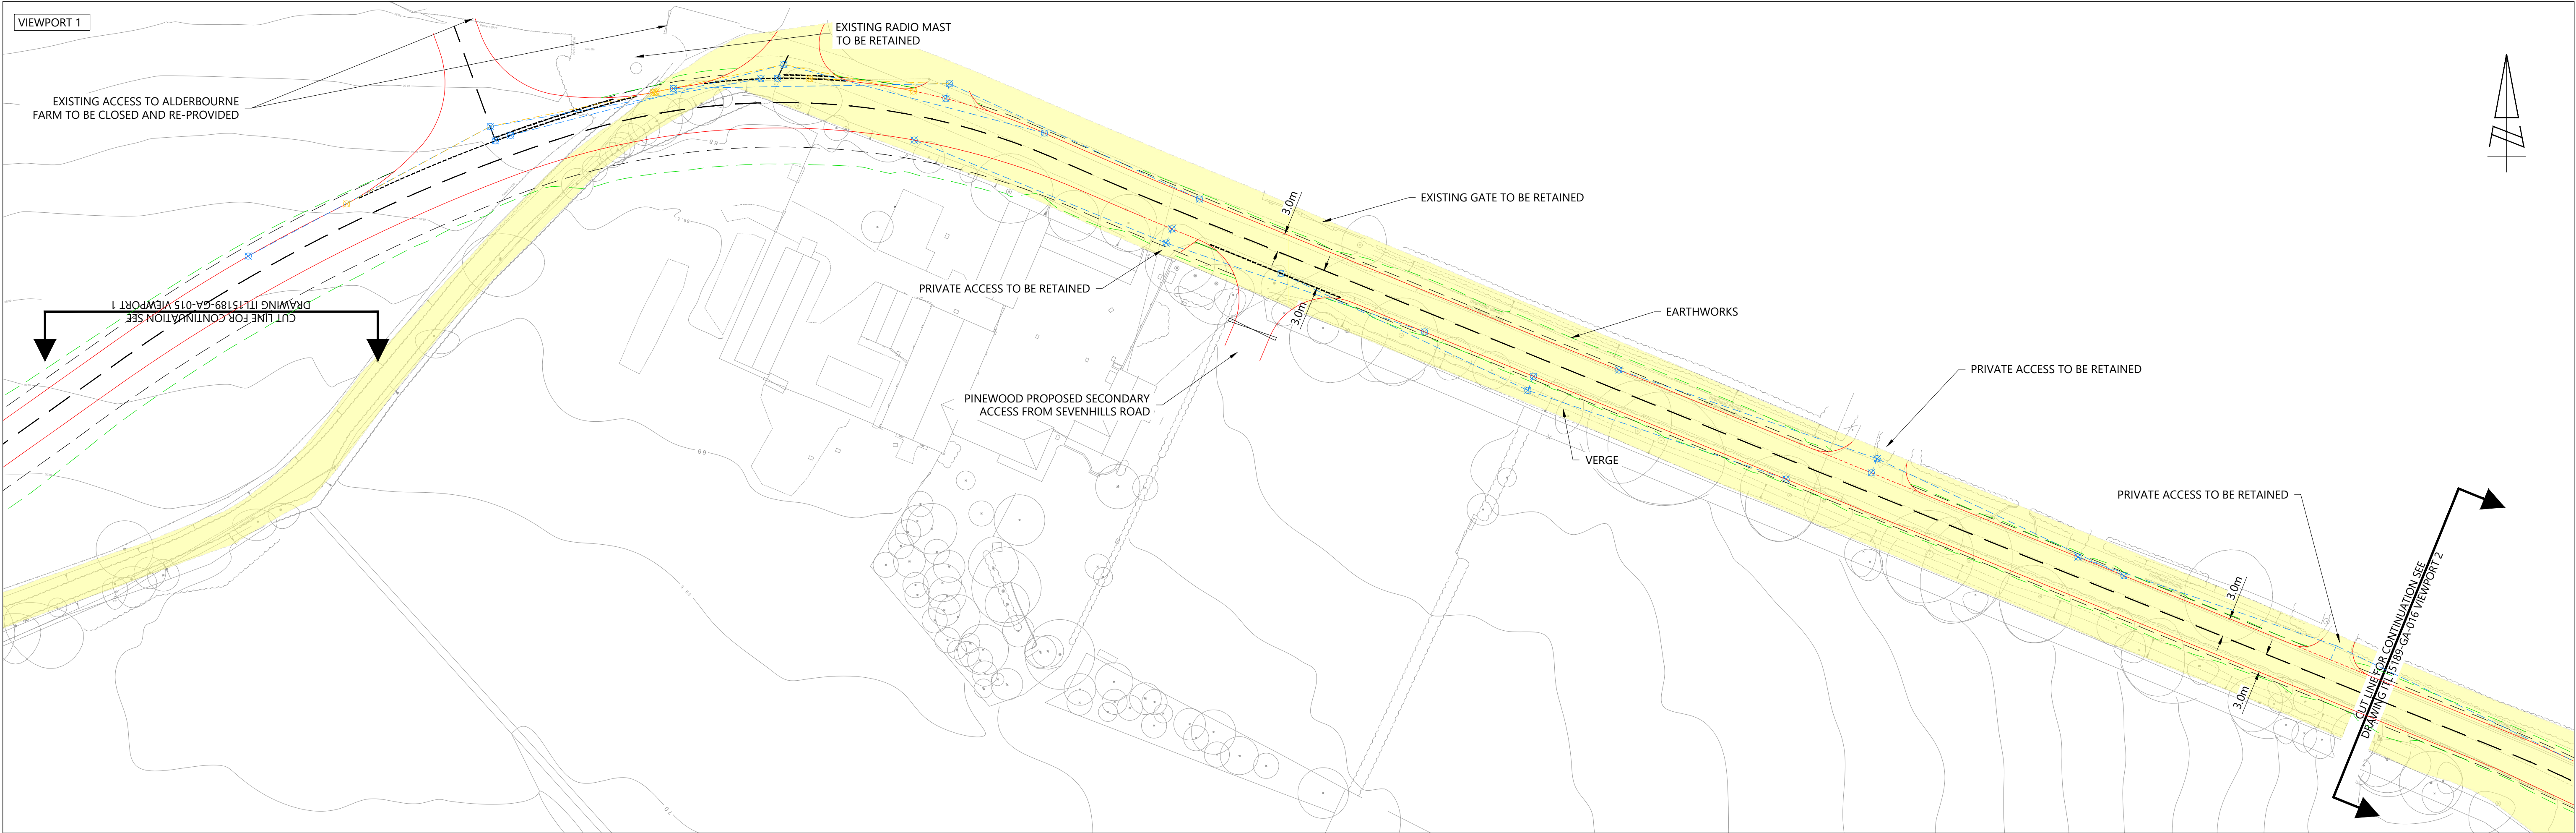 VIEWPORT 1
EXISTING RADIO MAST
TO BE RETAINED
EXISTING ACCESS TO ALDERBOURNE
FARM TO BE CLOSED AND RE-PROVIDED
N
3.0m
EXISTING GATE TO BE RETAINED
PRIVATE ACCESS TO BE RETAINED
3.0m
CUT LINE FOR CONTINUATION SEE
DRAWING ITL15189-GA-015 VIEWPORT 1
EARTHWORKS
PINEWOOD PROPOSED SECONDARY
ACCESS FROM SEVENHILLS ROAD
PRIVATE ACCESS TO BE RETAINED
VERGE
PRIVATE ACCESS TO BE RETAINED
3.0m
3.0m
CUT LINE FOR CONTINUATION SEE
DRAWING ITL15189-GA-016 VIEWPORT 2
69
70